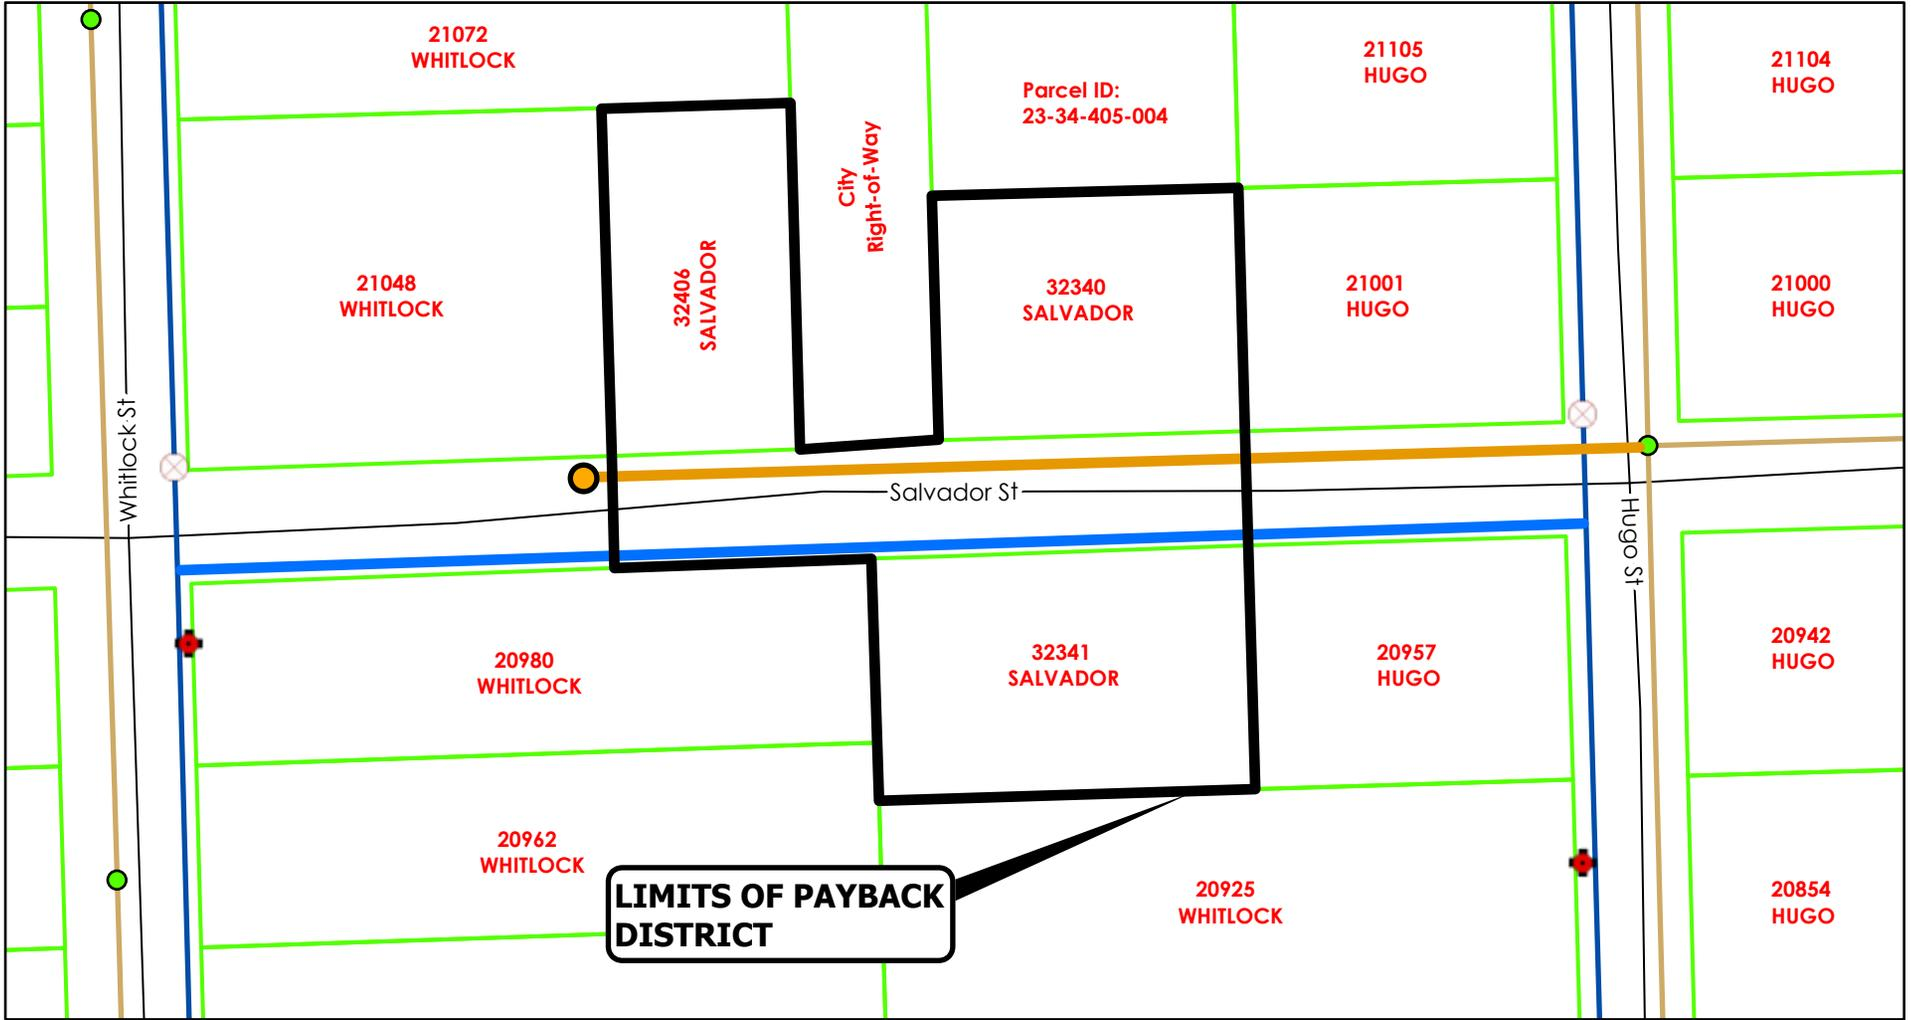 21072
WHITLOCK
21105
HUGO
21104
HUGO
Parcel ID:
23-34-405-004
City
Right-of-Way
21048
WHITLOCK
32406
SALVADOR
32340
SALVADOR
21001
HUGO
21000
HUGO
Whitlock St
Salvador St
Hugo St
20980
WHITLOCK
32341
SALVADOR
20957
HUGO
20942
HUGO
20962
WHITLOCK
LIMITS OF PAYBACK
DISTRICT
20925
WHITLOCK
20854
HUGO